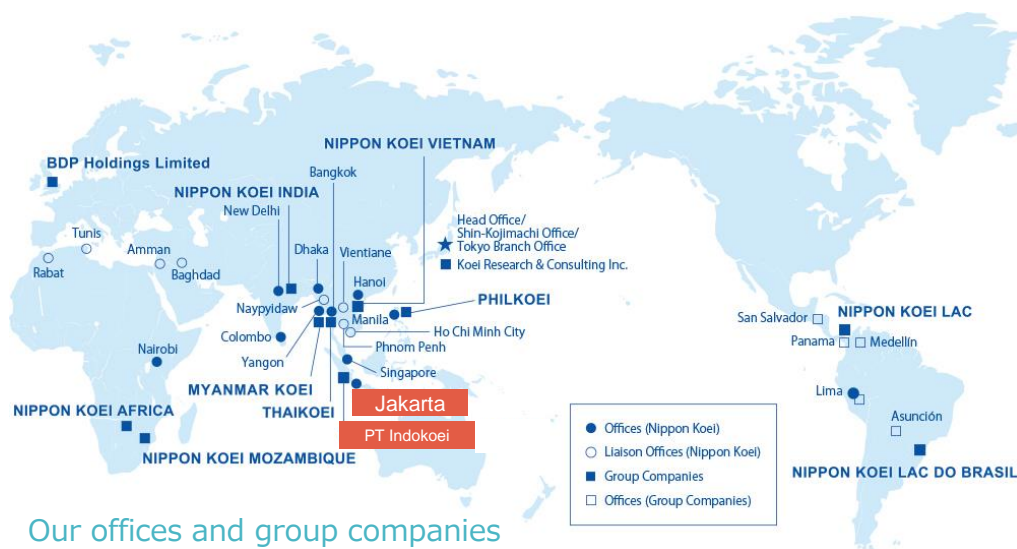 NIPPON KOEI VIETNAM
BDP Holdings Limited
Bangkok
NIPPON KOEI INDIA
New Delhi
Head Office/
Shin-Kojimachi Office/
Tokyo Branch Office
Koei Research & Consulting Inc.
Tunis
Amman
Dhaka
Vientiane
Rabat
Baghdad
Hanoi
Naypyidaw
Manila
PHILKOEI
San Salvador
NIPPON KOEI LAC
Colombo
Ho Chi Minh City
Panama
Medellín
Nairobi
Yangon
Phnom Penh
Singapore
MYANMAR KOEI
Lima
Jakarta
NIPPON KOEI AFRICA
THAIKOEI
Asunción
PT Indokoei
NIPPON KOEI MOZAMBIQUE
Offices (Nippon Koei)
Liaison Offices (Nippon Koei)
Group Companies
Offices (Group Companies)
NIPPON KOEI LAC DO BRASIL
Our offices and group companies